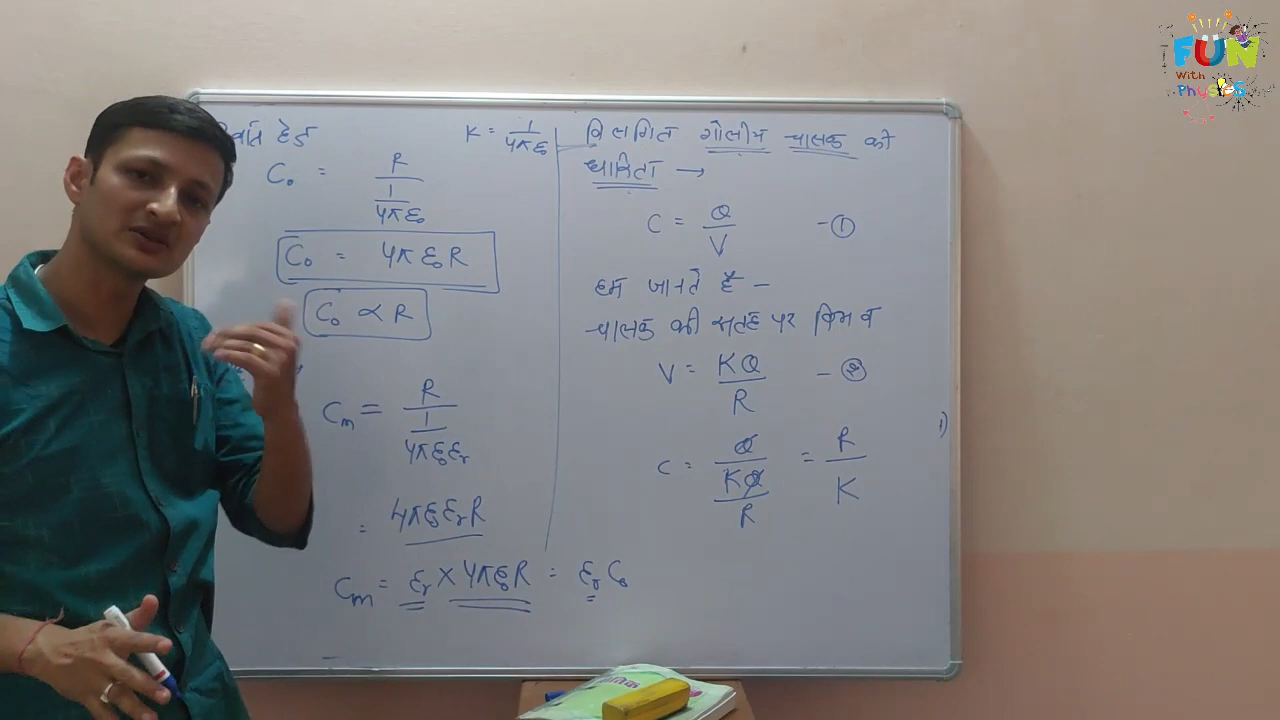 FUN
With
Physics
निर्वात हेतु
K = 1/4πε₀
C₀ = R / (1/4πε₀)
C₀ = 4πε₀R
C₀ ∝ R
Cₘ = R / (1/4πε₀εᵣ)
= 4πε₀εᵣR
Cₘ = εᵣ × 4πε₀R = εᵣC₀
विलगित गोलीय चालक की
धारिता →
C = Q/V -①
हम जानते है -
चालक की सतह पर विभव
V = KQ/R -②
C = Q / (KQ/R) = R/K
1)